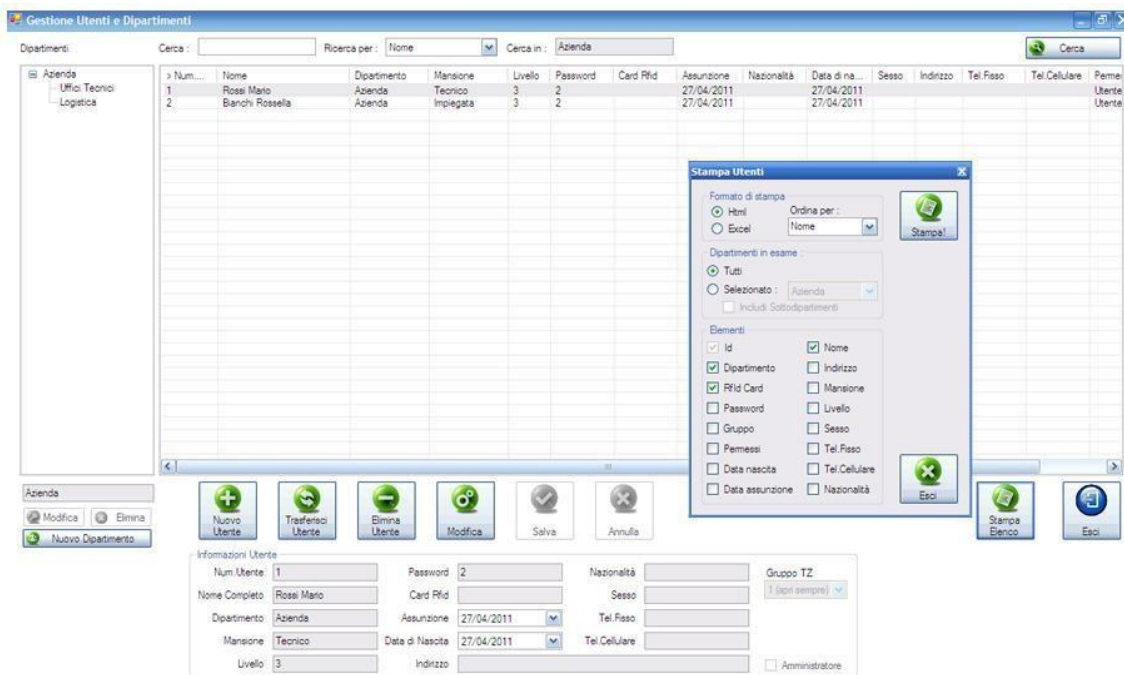 Gestione Utenti e Dipartimenti
Dipartimenti
Cerca :
Ricerca per : Nome
Cerca in : Azienda
Cerca
Azienda
Uffici Tecnici
Logistica
> Num.... Nome Dipartimento Mansione Livello Password Card Rfid Assunzione Nazionalità Data di na... Sesso Indirizzo Tel.Fisso Tel.Cellulare Permes
1 Rossi Mario Azienda Tecnico 3 2 27/04/2011 27/04/2011 Utente
2 Bianchi Rossella Azienda Impiegata 3 2 27/04/2011 27/04/2011 Utente
Stampa Utenti
Formato di stampa
Html
Excel
Ordina per :
Nome
Stampa!
Dipartimenti in esame :
Tutti
Selezionato : Azienda
Includi Sottodipartimenti
Elementi
Id Nome
Dipartimento Indirizzo
RfId Card Mansione
Password Livello
Gruppo Sesso
Permessi Tel.Fisso
Data nascita Tel.Cellulare
Data assunzione Nazionalità
Esci
Azienda
Modifica Elimina
Nuovo Dipartimento
Nuovo Utente
Trasferisci Utente
Elimina Utente
Modifica
Salva
Annulla
Stampa Elenco
Esci
Informazioni Utente
Num.Utente 1 Password 2 Nazionalità Gruppo TZ
Nome Completo Rossi Mario Card Rfid Sesso 1 (apri sempre)
Dipartimento Azienda Assunzione 27/04/2011 Tel.Fisso
Mansione Tecnico Data di Nascita 27/04/2011 Tel.Cellulare
Livello 3 Indirizzo Amministratore